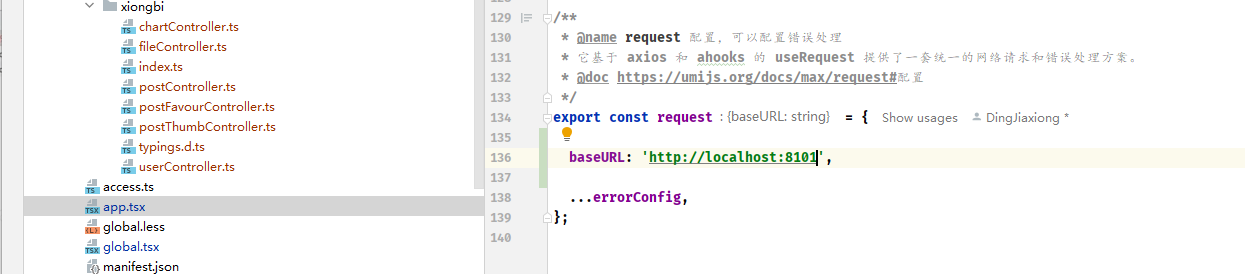 xiongbi
chartController.ts
fileController.ts
index.ts
postController.ts
postFavourController.ts
postThumbController.ts
typings.d.ts
userController.ts
access.ts
app.tsx
global.less
global.tsx
manifest.json
129 /**
130 * @name request 配置，可以配置错误处理
131 * 它基于 axios 和 ahooks 的 useRequest 提供了一套统一的网络请求和错误处理方案。
132 * @doc https://umijs.org/docs/max/request#配置
133 */
134 export const request : {baseURL: string} = { Show usages DingJiaxiong *
135
136 baseURL: 'http://localhost:8101',
137
138 ...errorConfig,
139 };
140